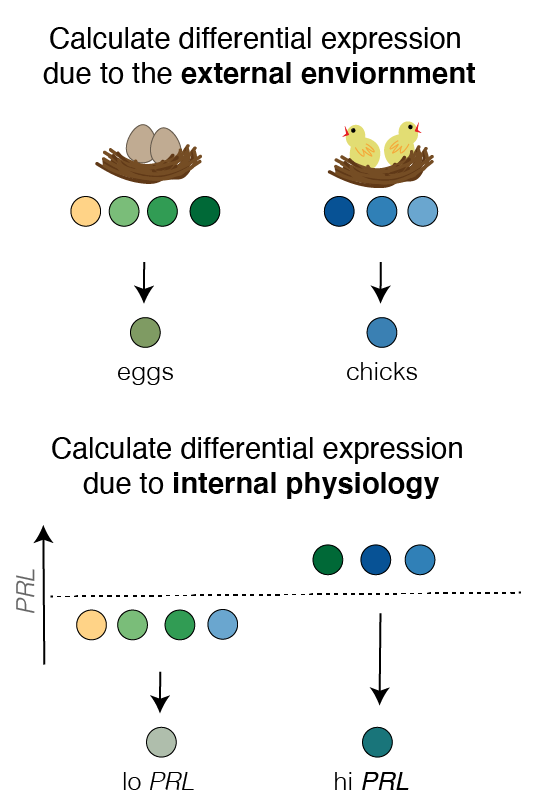 Calculate differential expression
due to the external enviornment
eggs
chicks
Calculate differential expression
due to internal physiology
PRL
lo PRL
hi PRL